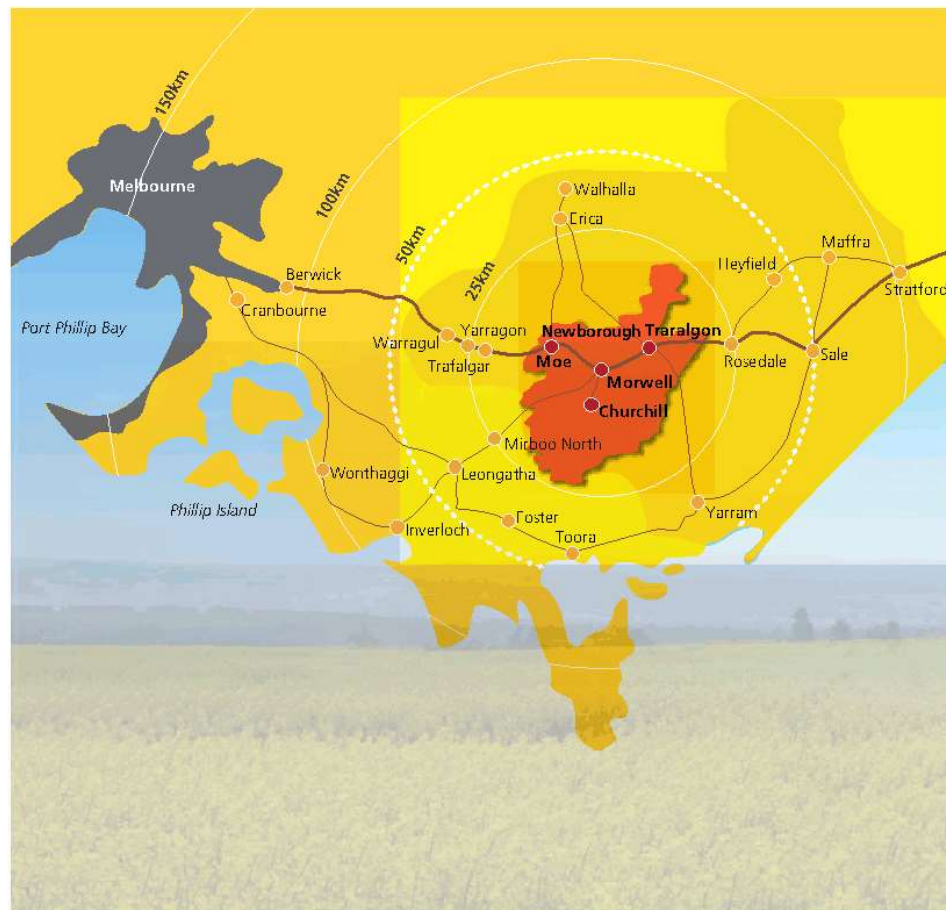 150km
Melbourne
100km
Walhalla
Erica
50km
Maffra
Heyfield
Berwick
25km
Stratford
Cranbourne
Port Phillip Bay
Yarragon
Newborough
Traralgon
Warragul
Trafalgar
Moe
Rosedale
Sale
Morwell
Churchill
Mirboo North
Wonthaggi
Leongatha
Phillip Island
Yarram
Foster
Inverloch
Toora